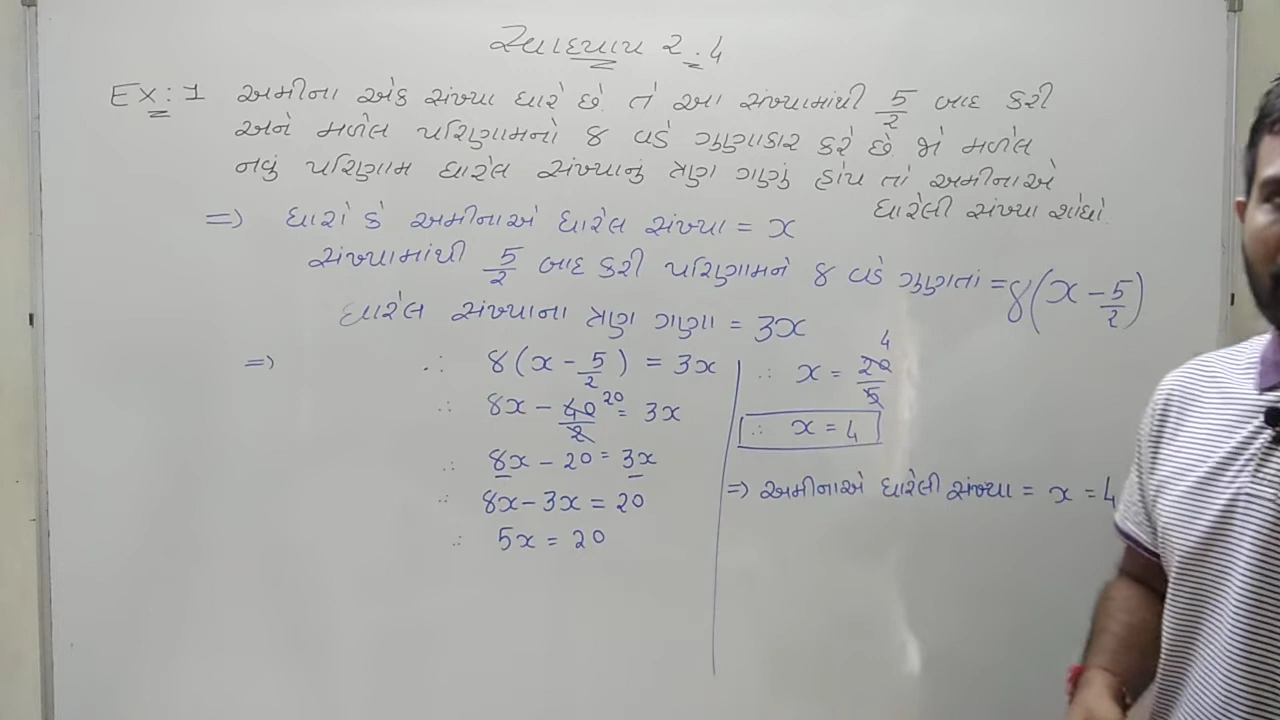 સ્વાધ્યાય ૨.4
EX:1 અમીના એક સંખ્યા ધારે છે. તે આ સંખ્યામાંથી 5/2 બાદ કરી
અને મળેલ પરિણામનો 8 વડે ગુણાકાર કરે છે. જો મળેલ
નવું પરિણામ ધારેલ સંખ્યાનું ત્રણ ગણું હોય તો અમીનાએ
ધારેલી સંખ્યા શોધો.
=> ધારો કે અમીનાએ ધારેલ સંખ્યા = x
સંખ્યામાંથી 5/2 બાદ કરી પરિણામને 8 વડે ગુણતાં = 8(x - 5/2)
ધારેલ સંખ્યાના ત્રણ ગણા = 3x
=> ∴ 8(x - 5/2) = 3x
∴ 8x - 40/2 20 = 3x
∴ 8x - 20 = 3x
∴ 8x - 3x = 20
∴ 5x = 20
∴ x = 20/5 4
∴ x = 4
=> અમીનાએ ધારેલી સંખ્યા = x = 4